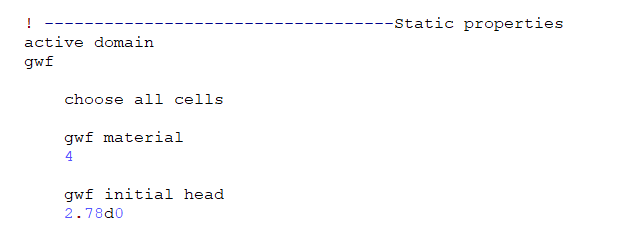 ! -----------------------------------Static properties
active domain
gwf
choose all cells
gwf material
4
gwf initial head
2.78d0